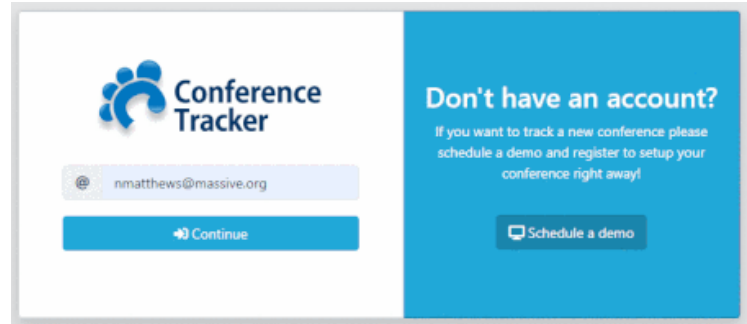 Conference
Tracker
@ nmatthews@massive.org
Continue
Don't have an account?
If you want to track a new conference please
schedule a demo and register to setup your
conference right away!
Schedule a demo